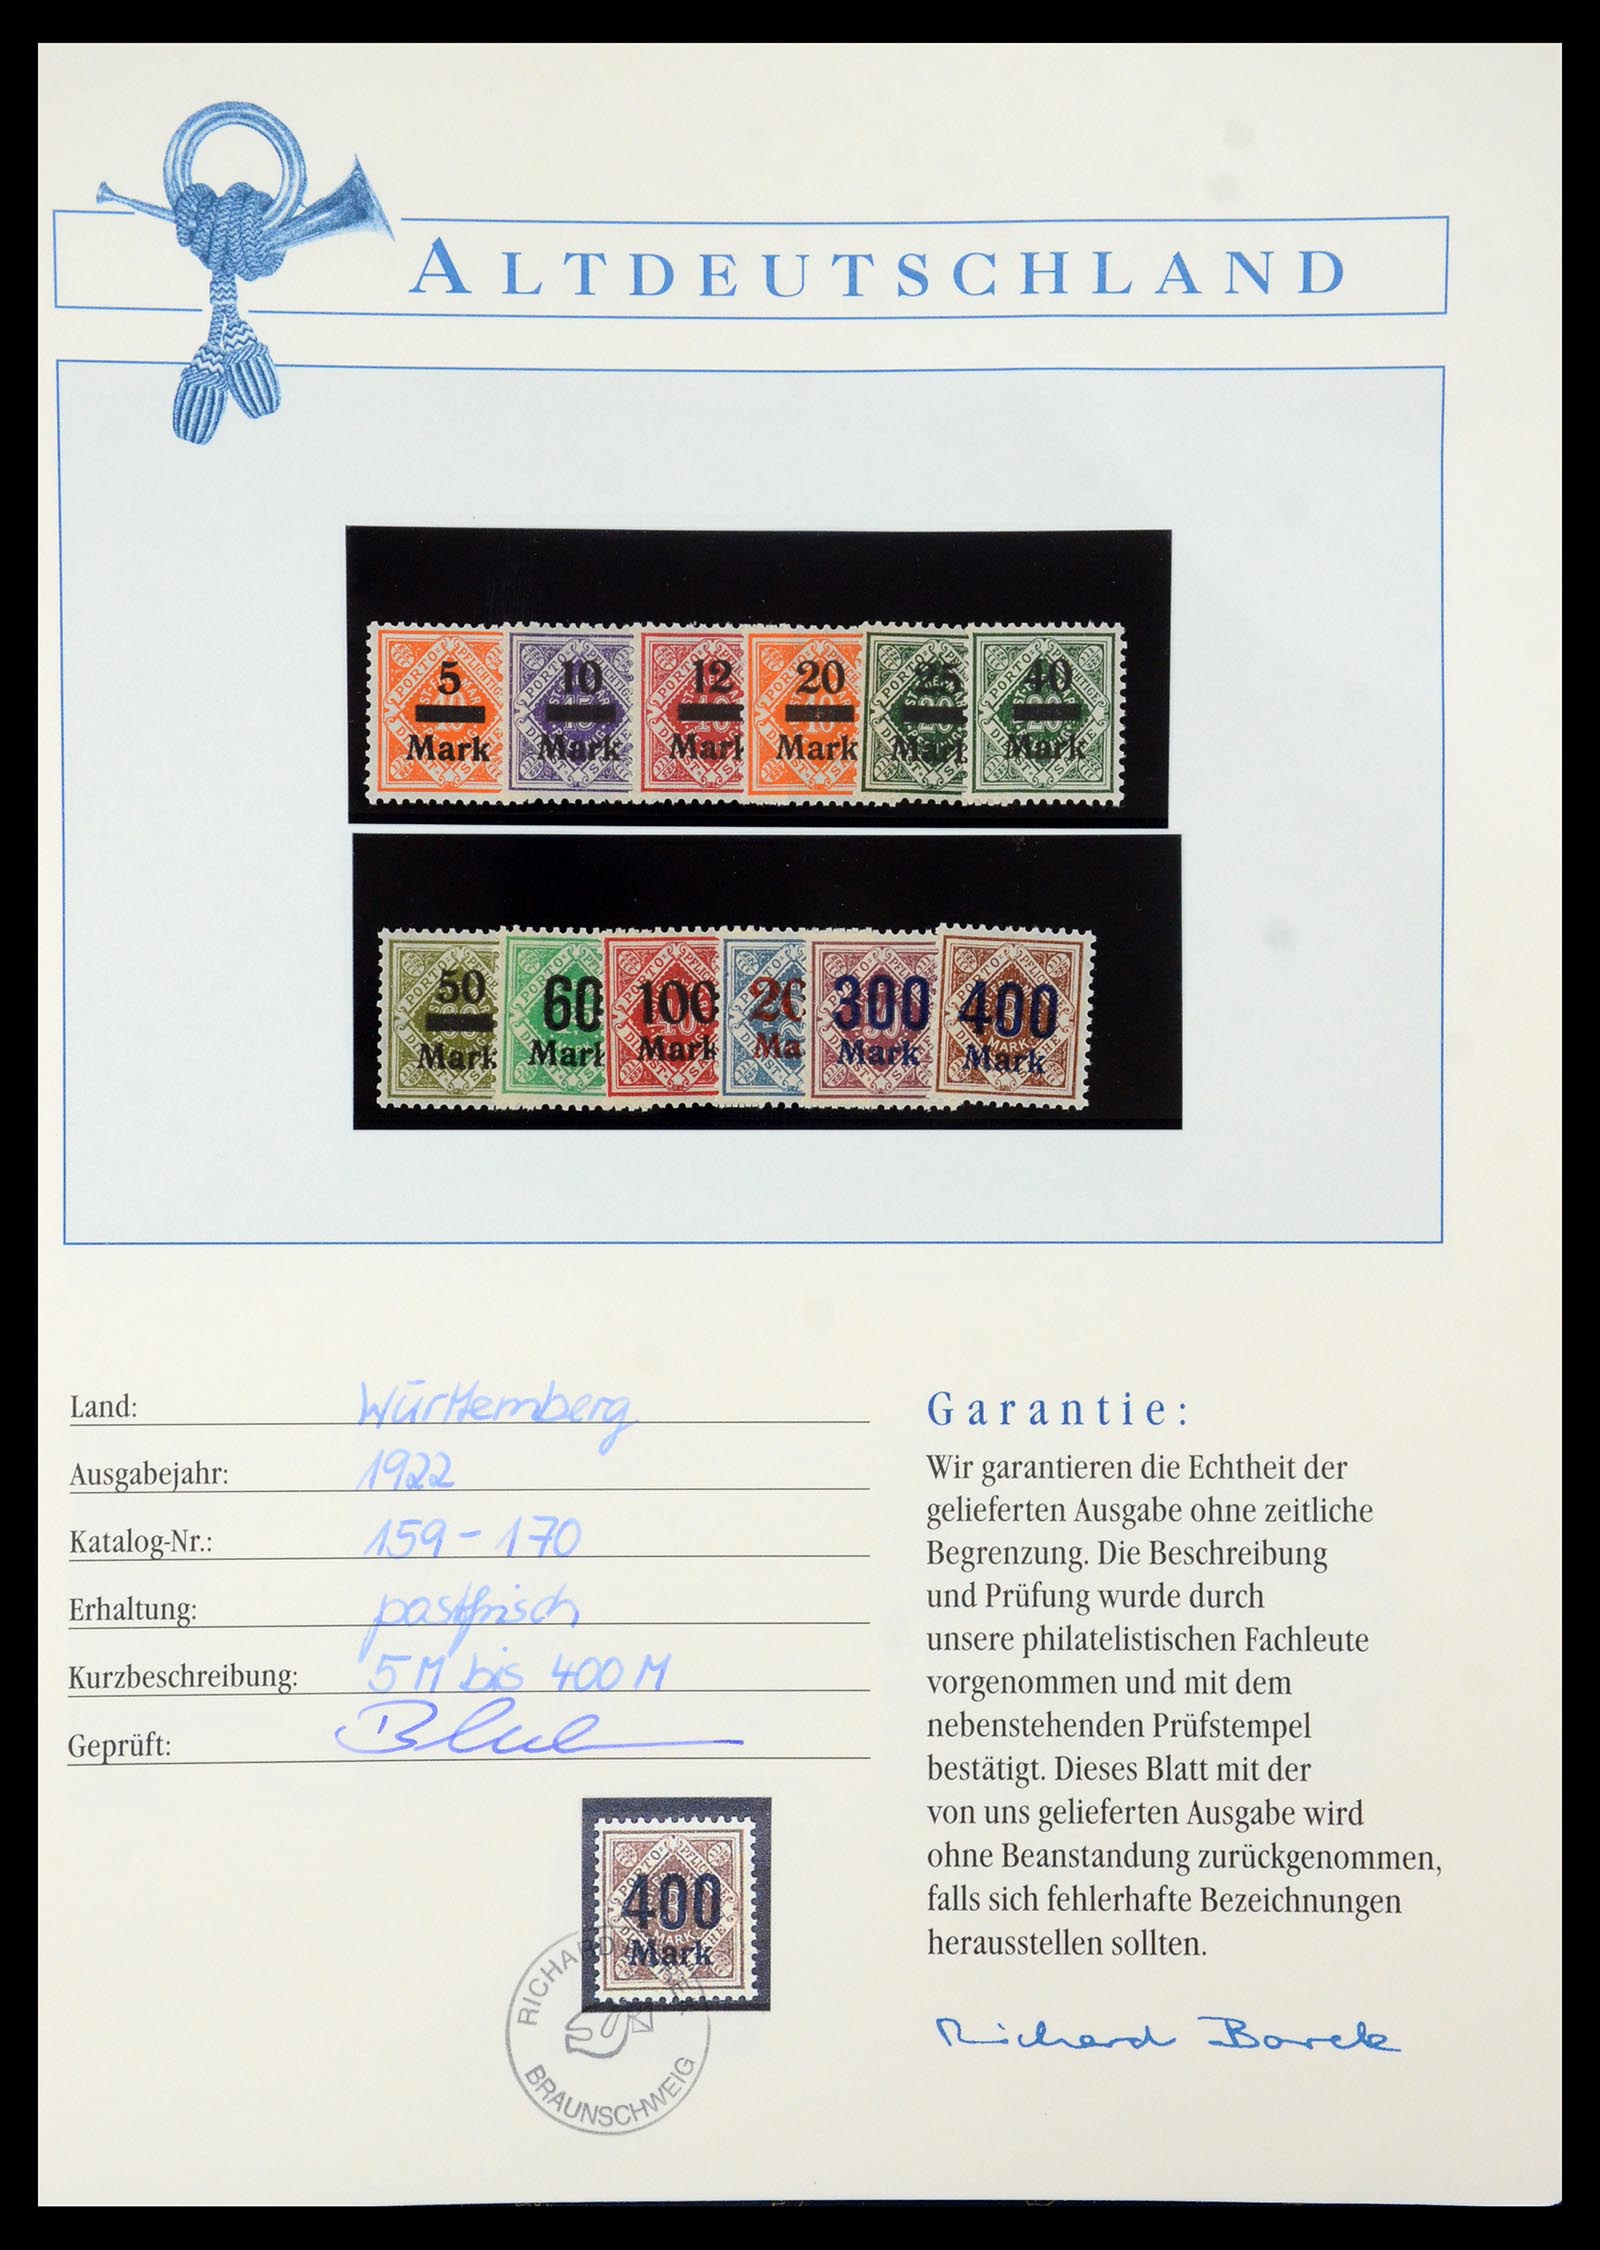 ALTDEUTSCHLAND
5 10 12 20 25 40
Mark Mark Mark Mark Mark
50 60 100 300 400
Mark Mark Mark
Land: Württemberg
Ausgabejahr: 1922
Katalog-Nr.: 159-170
Erhaltung: postfrisch
Kurzbeschreibung: 5 M bis 400 M
Geprüft:
PORTO- PFLICHTIGE
400
MARK
Mark
RICHARD
BRAUNSCHWEIG
Garantie:
Wir garantieren die Echtheit der
gelieferten Ausgabe ohne zeitliche
Begrenzung. Die Beschreibung
und Prüfung wurde durch
unsere philatelistischen Fachleute
vorgenommen und mit dem
nebenstehenden Prüfstempel
bestätigt. Dieses Blatt mit der
von uns gelieferten Ausgabe wird
ohne Beanstandung zurückgenommen,
falls sich fehlerhafte Bezeichnungen
herausstellen sollten.
Richard Borek